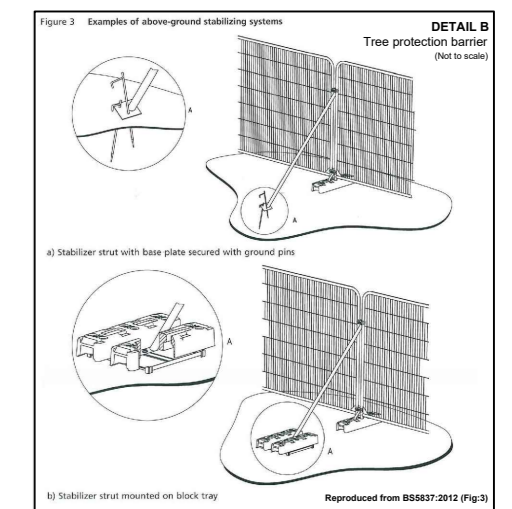 Figure 3 Examples of above-ground stabilizing systems
DETAIL B
Tree protection barrier
(Not to scale)
A
A
a) Stabilizer strut with base plate secured with ground pins
A
A
b) Stabilizer strut mounted on block tray
Reproduced from BS5837:2012 (Fig:3)